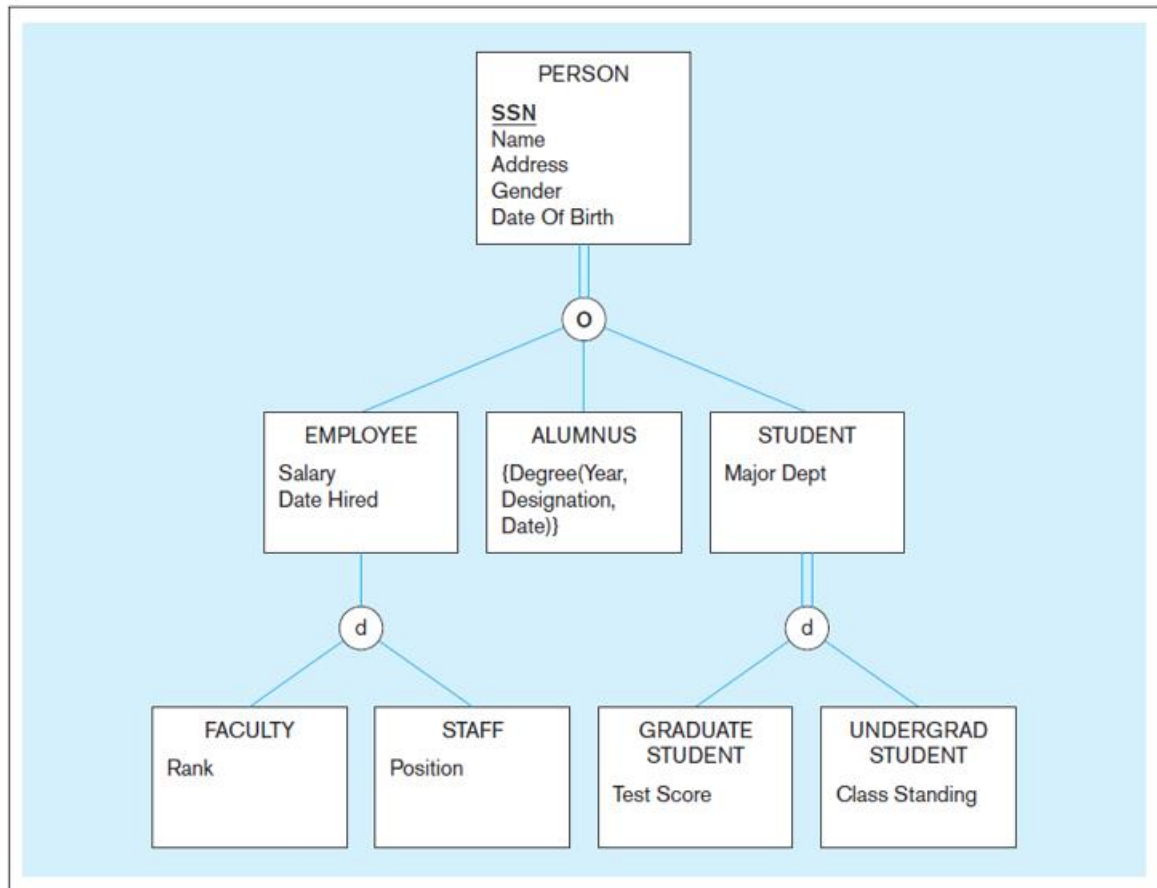 PERSON
SSN
Name
Address
Gender
Date Of Birth
O
EMPLOYEE
Salary
Date Hired
ALUMNUS
{Degree(Year,
Designation,
Date)}
STUDENT
Major Dept
d
d
FACULTY
Rank
STAFF
Position
GRADUATE
STUDENT
Test Score
UNDERGRAD
STUDENT
Class Standing